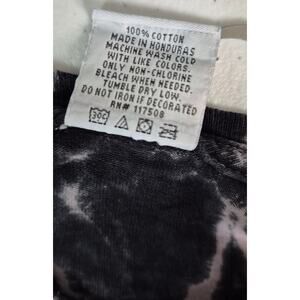 100% COTTON
MADE IN HONDURAS
MACHINE WASH COLD
WITH LIKE COLORS.
ONLY NON-CHLORINE
BLEACH WHEN NEEDED.
TUMBLE DRY LOW.
DO NOT IRON IF DECORATED
RN# 117508
30C